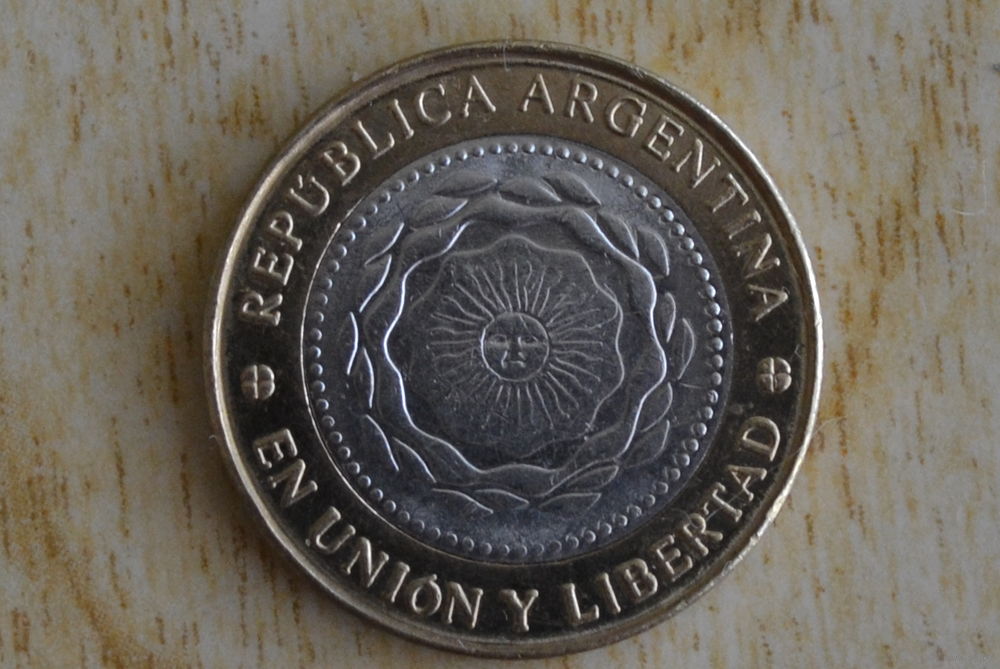 REPÚBLICA ARGENTINA
EN UNIÓN Y LIBERTAD